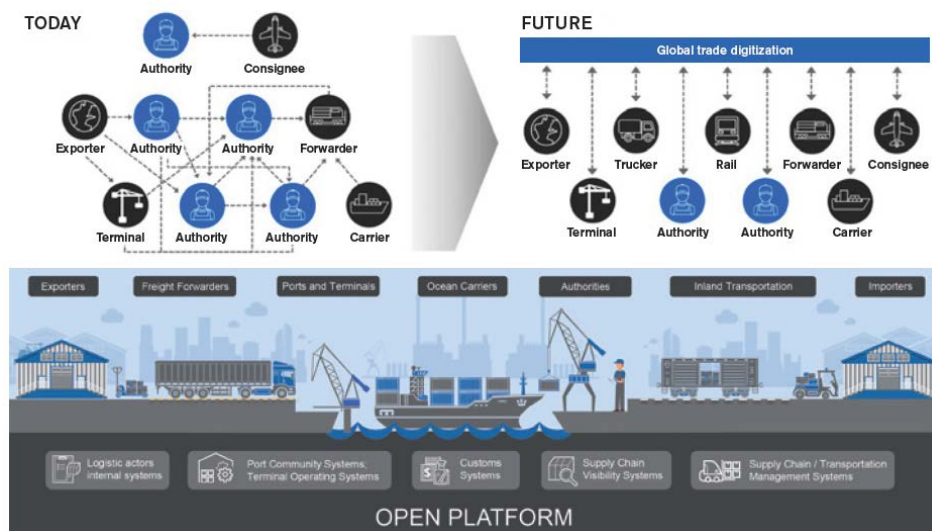 TODAY
Authority
Consignee
Exporter
Authority
Authority
Forwarder
Terminal
Authority
Authority
Carrier
FUTURE
Global trade digitization
Exporter
Trucker
Rail
Forwarder
Consignee
Terminal
Authority
Authority
Carrier
Exporters
Freight Forwarders
Ports and Terminals
Ocean Carriers
Authorities
Inland Transportation
Importers
Logistic actors
internal systems
Port Community Systems;
Terminal Operating Systems
Customs
Systems
Supply Chain
Visibility Systems
Supply Chain / Transportation
Management Systems
OPEN PLATFORM